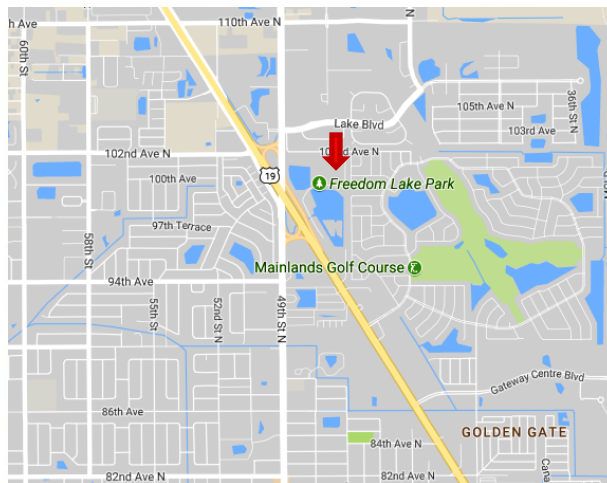 h Ave
110th Ave N
N
60th St
36th St N
105th Ave N
Lake Blvd
103rd Ave
102nd Ave N
19
100th Ave
Freedom Lake Park
97th Terrace
58th St
Mainlands Golf Course
94th Ave
55th St
52nd St N
49th St N
Gateway Centre Blvd
86th Ave
GOLDEN GATE
84th Ave N
82nd Ave N
82nd Ave N
Cana